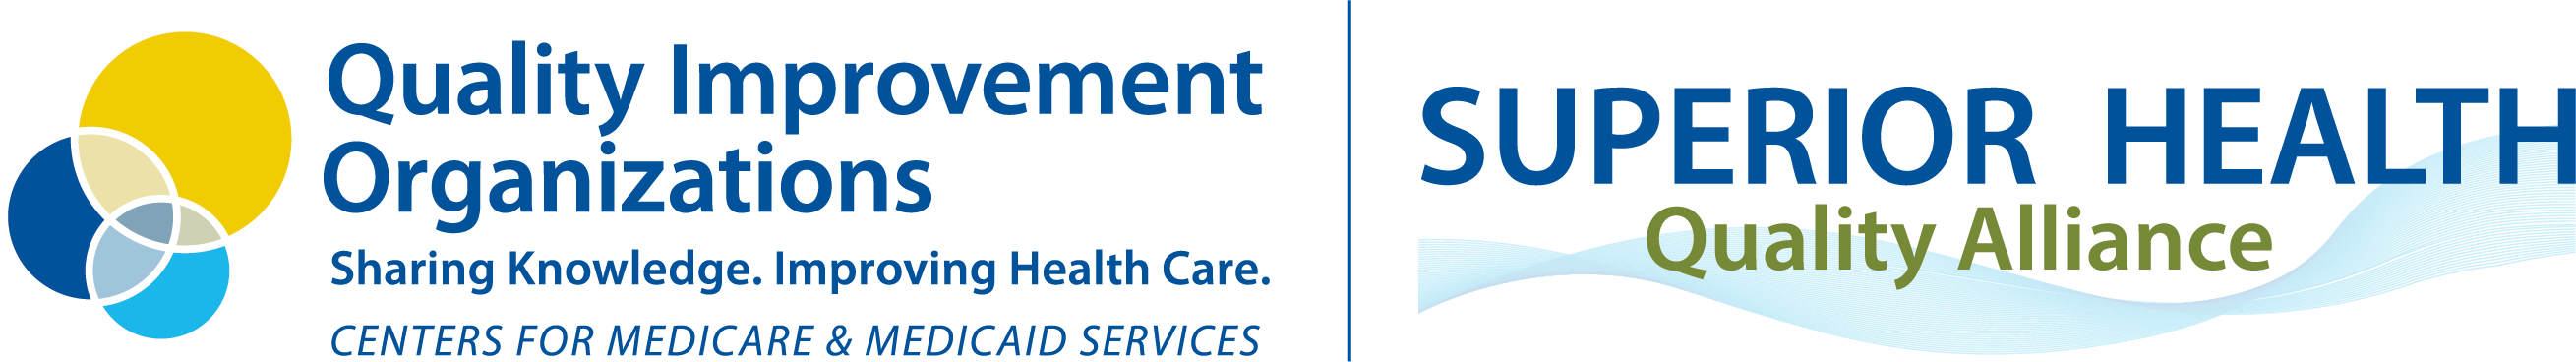 Quality Improvement
Organizations
Sharing Knowledge. Improving Health Care.
CENTERS FOR MEDICARE & MEDICAID SERVICES
SUPERIOR HEALTH
Quality Alliance